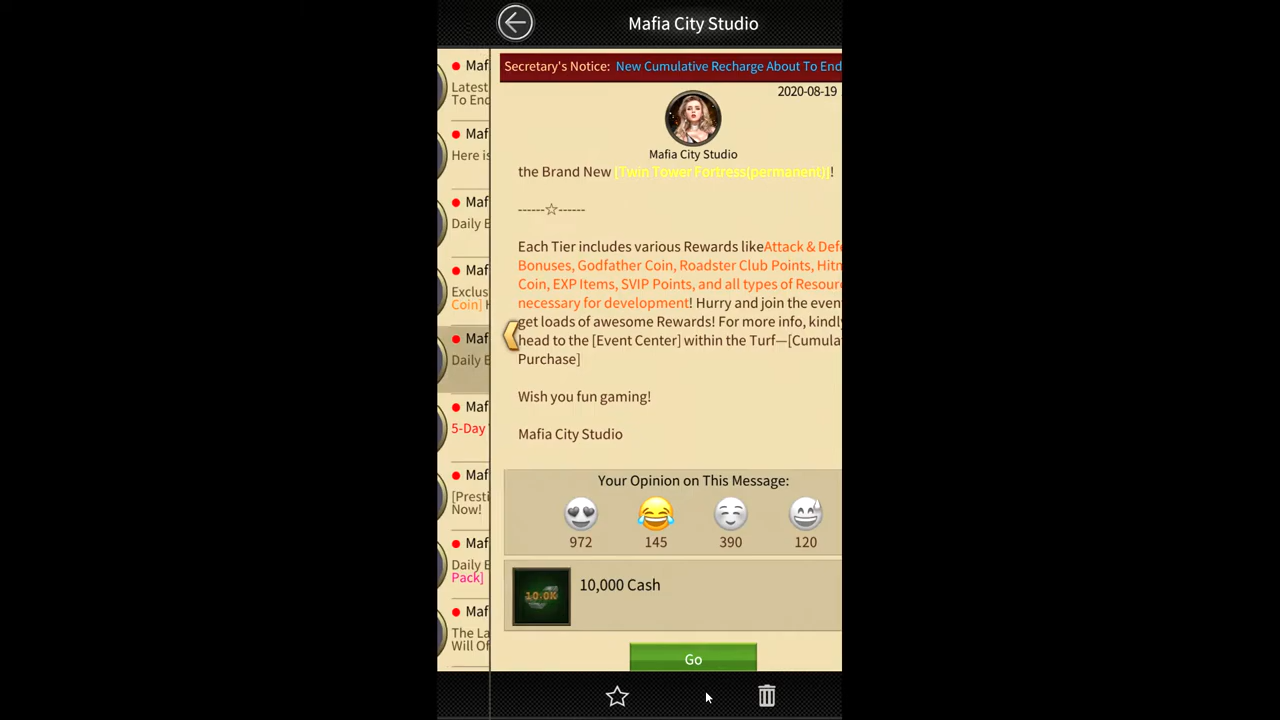 Mafia City Studio
Secretary's Notice: New Cumulative Recharge About To End
2020-08-19
Mafia City Studio
the Brand New [Twin Tower Fortress(permanent)]!
------☆------
Each Tier includes various Rewards likeAttack & Defe
Bonuses, Godfather Coin, Roadster Club Points, Hitm
Coin, EXP Items, SVIP Points, and all types of Resour
necessary for development! Hurry and join the even
get loads of awesome Rewards! For more info, kindly
head to the [Event Center] within the Turf—[Cumula
Purchase]
Wish you fun gaming!
Mafia City Studio
Your Opinion on This Message:
972 145 390 120
10.0K
10,000 Cash
Go
Maf
Latest
To End
Maf
Here is
Maf
Daily E
Maf
Exclus
Coin]
Maf
Daily E
Maf
5-Day
Maf
[Presti
Now!
Maf
Daily E
Pack]
Maf
The La
Will Of